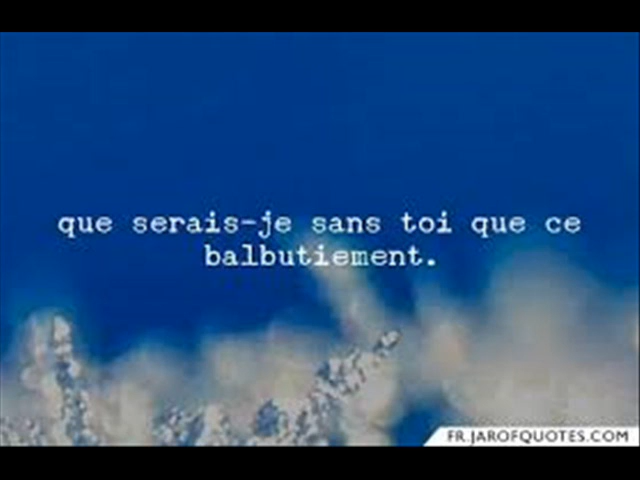 que serais-je sans toi que ce
balbutiement.
FR.JAROFQUOTES.COM